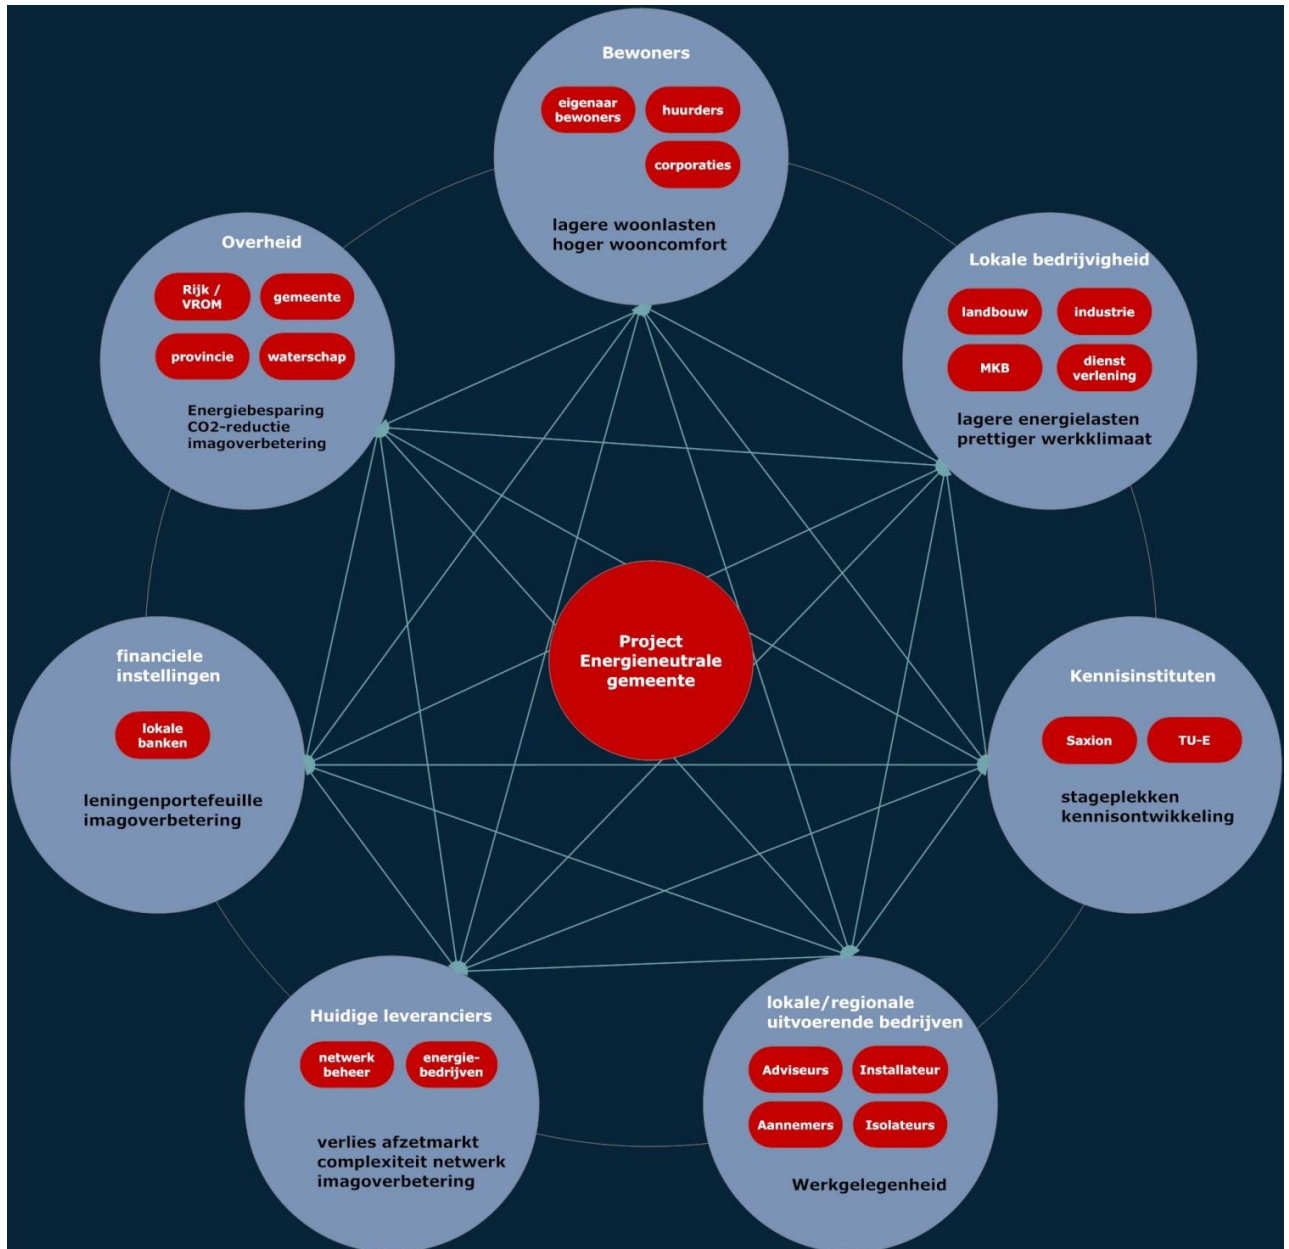 Bewoners
eigenaar
bewoners
huurders
corporaties
lagere woonlasten
hoger wooncomfort
Overheid
Rijk /
VROM
gemeente
provincie
waterschap
Energiebesparing
CO2-reductie
imagoverbetering
Lokale bedrijvigheid
landbouw
industrie
MKB
dienst
verlening
lagere energielasten
prettiger werkklimaat
Project
Energieneutrale
gemeente
financiele
instellingen
lokale
banken
leningenportefeuille
imagoverbetering
Kennisinstituten
Saxion
TU-E
stageplekken
kennisontwikkeling
Huidige leveranciers
netwerk
beheer
energie-
bedrijven
verlies afzetmarkt
complexiteit netwerk
imagoverbetering
lokale/regionale
uitvoerende bedrijven
Adviseurs
Installateur
Aannemers
Isolateurs
Werkgelegenheid